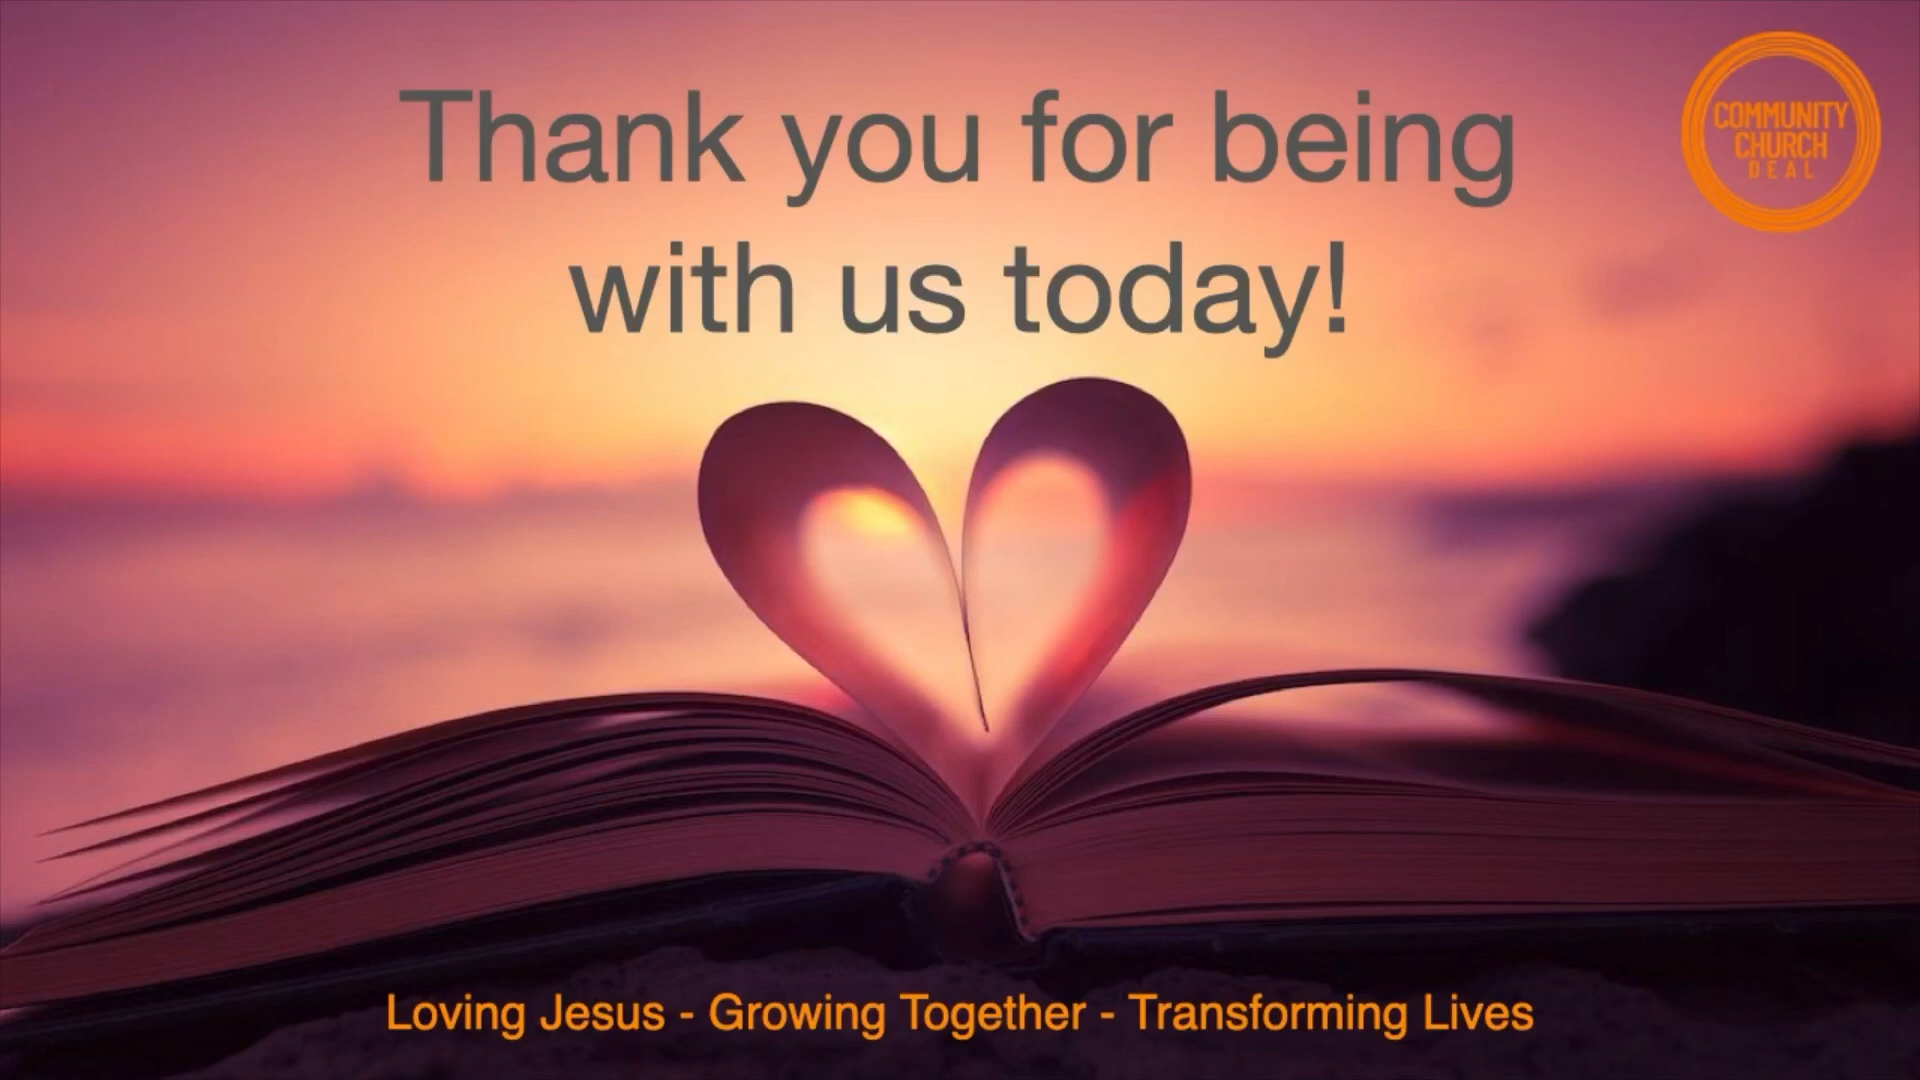 Thank you for being
with us today!
COMMUNITY
CHURCH
DEAL
Loving Jesus - Growing Together - Transforming Lives